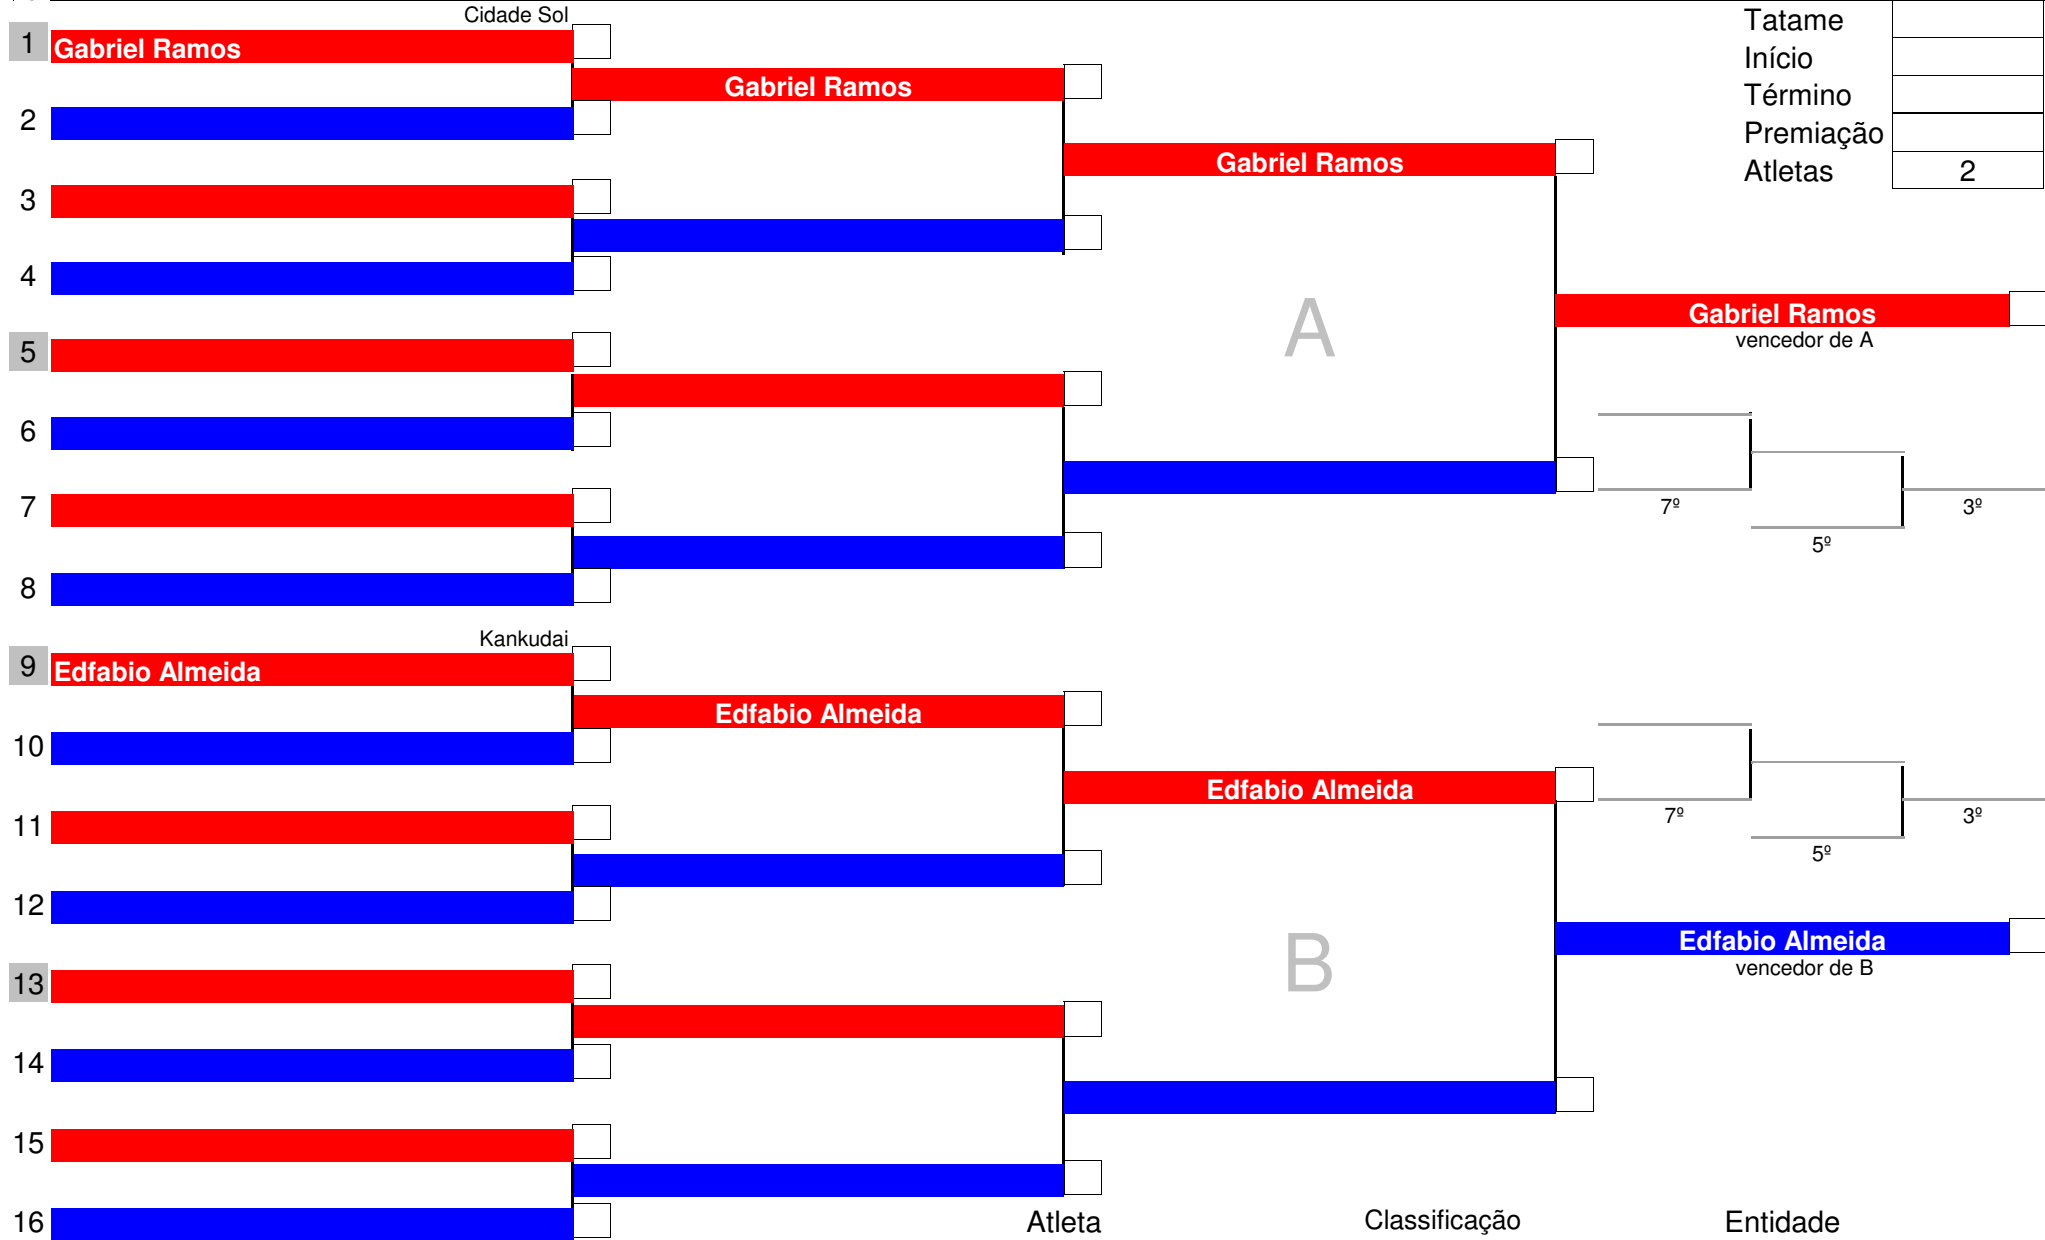 Cidade Sol
1 Gabriel Ramos
Gabriel Ramos
2
Gabriel Ramos
3
4
Tatame
Início
Término
Premiação
Atletas 2
A
Gabriel Ramos
vencedor de A
5
6
7
8
7º
3º
5º
Kankudai
9 Edfabio Almeida
Edfabio Almeida
10
Edfabio Almeida
11
12
7º
3º
5º
B
Edfabio Almeida
vencedor de B
13
14
15
16
Atleta Classificação Entidade